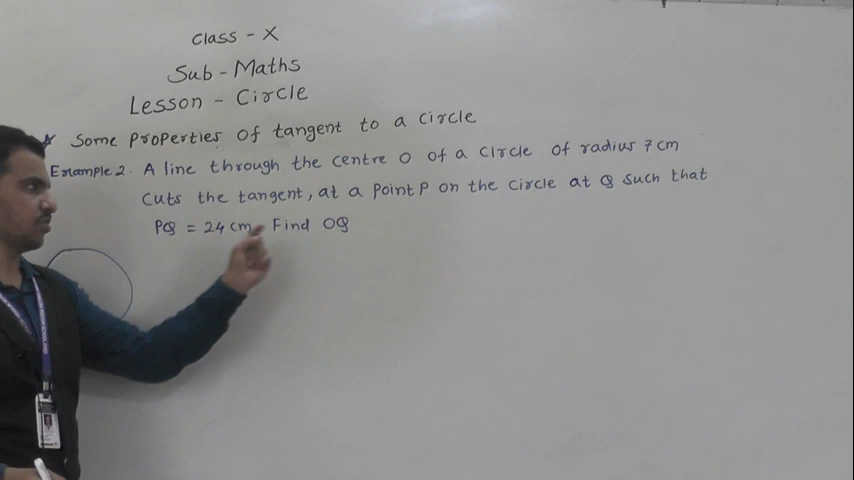 Class - X
Sub - Maths
Lesson - Circle
* Some properties of tangent to a circle
Example 2. A line through the centre O of a circle of radius 7 cm
cuts the tangent, at a point P on the circle at Q such that
PQ = 24 cm. Find OQ